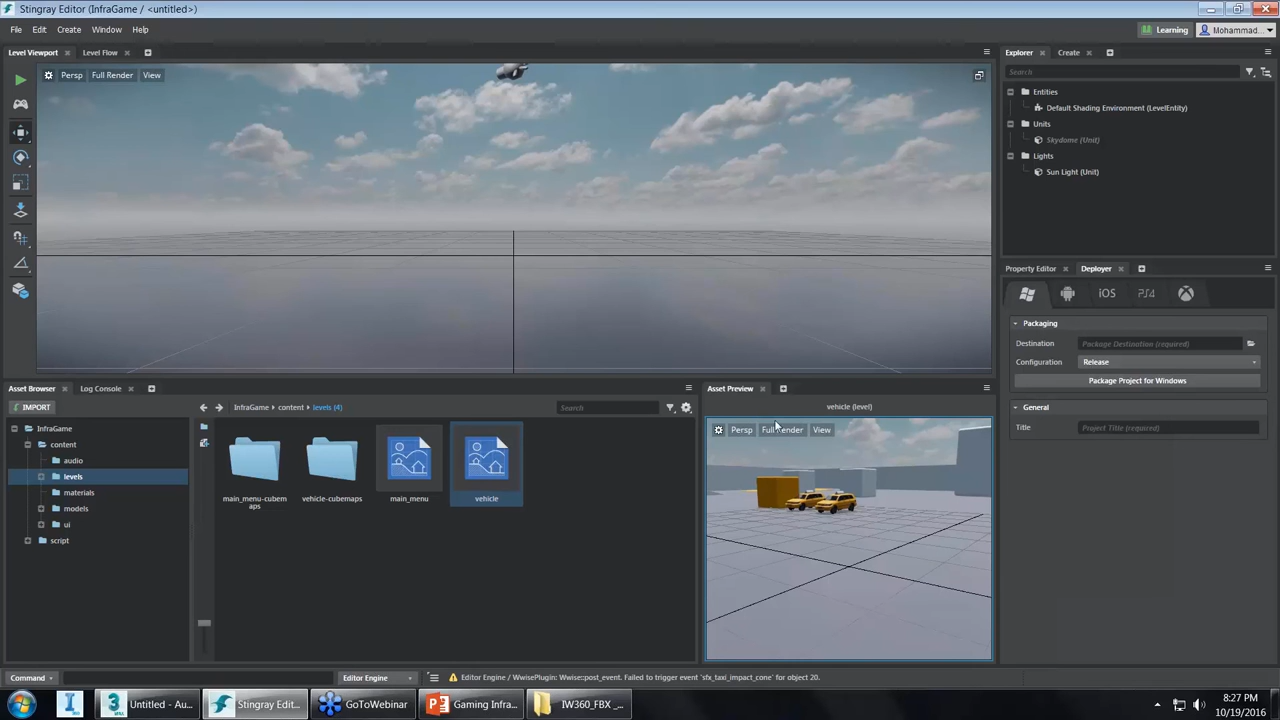 Stingray Editor (InfraGame / <untitled>)
File Edit Create Window Help
Learning Mohammad...
Level Viewport Level Flow
Persp Full Render View
Explorer Create
Search
Entities
Default Shading Environment (LevelEntity)
Units
Skydome (Unit)
Lights
Sun Light (Unit)
Property Editor Deployer
iOS PS4
Packaging
Destination Package Destination (required)
Configuration Release
Package Project for Windows
General
Title Project Title (required)
Asset Browser Log Console
IMPORT
InfraGame content levels (4)
Search
InfraGame
content
audio
levels
materials
models
ui
script
main_menu-cubem
aps
vehicle-cubemaps
main_menu
vehicle
Asset Preview
vehicle (level)
Persp Full Render View
Command
Editor Engine
Editor Engine / WwisePlugin: Wwise::post_event. Failed to trigger event 'sfx_taxi_impact_cone' for object 20.
Untitled - Au...
Stingray Edit...
GoToWebinar
Gaming Infra...
IW360_FBX _...
8:27 PM
10/19/2016